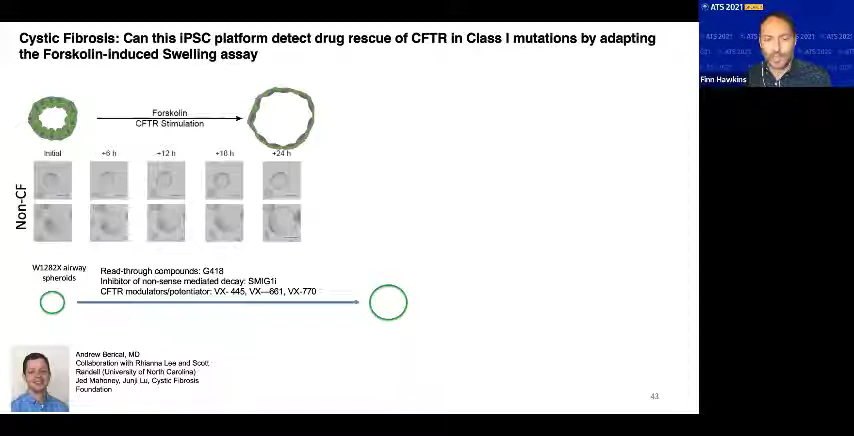 Cystic Fibrosis: Can this iPSC platform detect drug rescue of CFTR in Class I mutations by adapting
the Forskolin-induced Swelling assay
Forskolin
CFTR Stimulation
Initial
+6 h
+12 h
+18 h
+24 h
Non-CF
W1282X airway
spheroids
Read-through compounds: G418
Inhibitor of non-sense mediated decay: SMIG1i
CFTR modulators/potentiator: VX- 445, VX—661, VX-770
Andrew Berical, MD
Collaboration with Rhianna Lee and Scott
Randell (University of North Carolina)
Jed Mahoney, Junji Lu, Cystic Fibrosis
Foundation
43
ATS 2021
Finn Hawkins